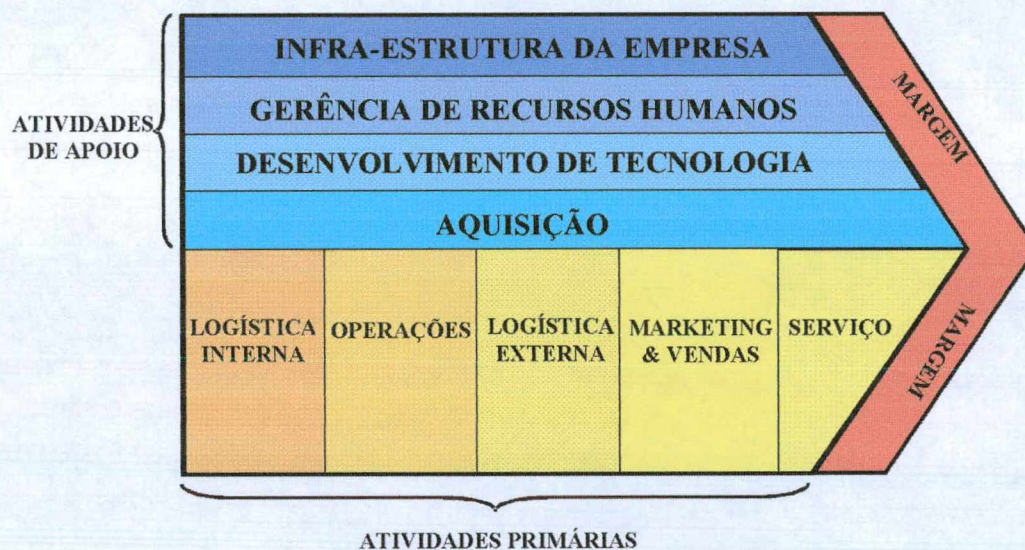 INFRA-ESTRUTURA DA EMPRESA
GERÊNCIA DE RECURSOS HUMANOS
DESENVOLVIMENTO DE TECNOLOGIA
AQUISIÇÃO
ATIVIDADES
DE APOIO
MARGEM
LOGÍSTICA
INTERNA
OPERAÇÕES
LOGÍSTICA
EXTERNA
MARKETING
& VENDAS
SERVIÇO
MARGEM
ATIVIDADES PRIMÁRIAS